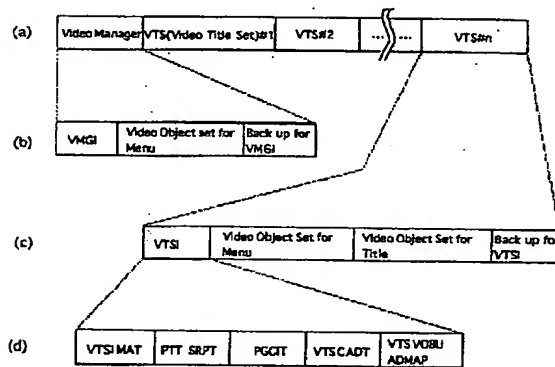 (a) Video Manager VTS(Video Title Set)#1 VTS#2 ... ... VTS#n
(b) VMGI Video Object set for Menu Back up for VMGI
(c) VTSI Video Object Set for Menu Video Object Set for Title Back up for VTSI
(d) VTSI MAT PTT SRPT PGCIT VTS CADT VTS VOBU ADMAP